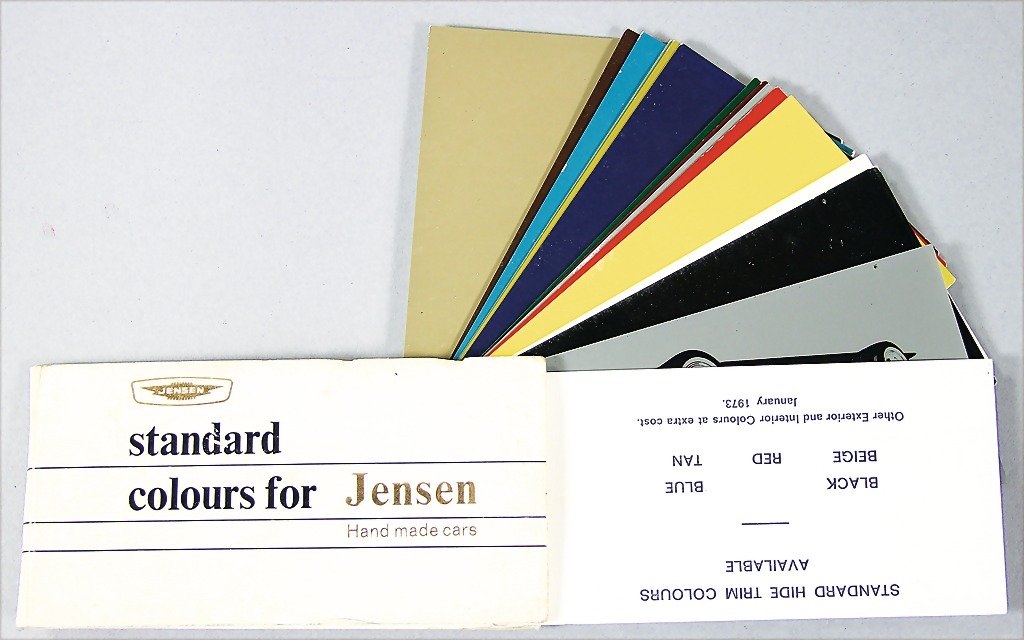 JENSEN
standard
colours for Jensen
Hand made cars
STANDARD HIDE TRIM COLOURS
AVAILABLE
BLACK BLUE
BEIGE RED TAN
Other Exterior and Interior Colours at extra cost.
January 1973.